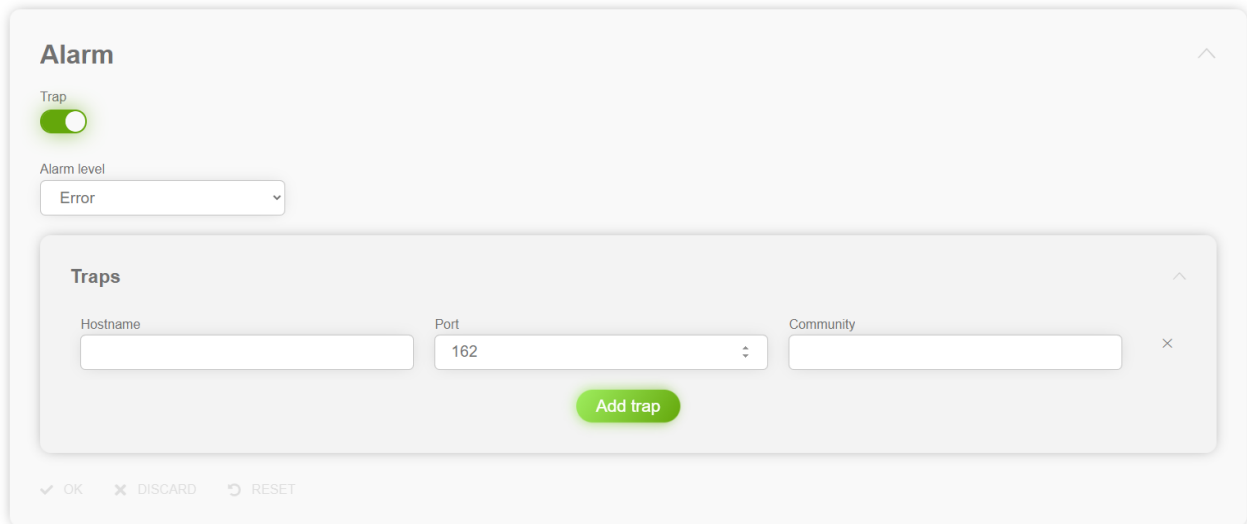 Alarm
Trap
Alarm level
Error
Traps
Hostname Port Community
162
Add trap
OK DISCARD RESET